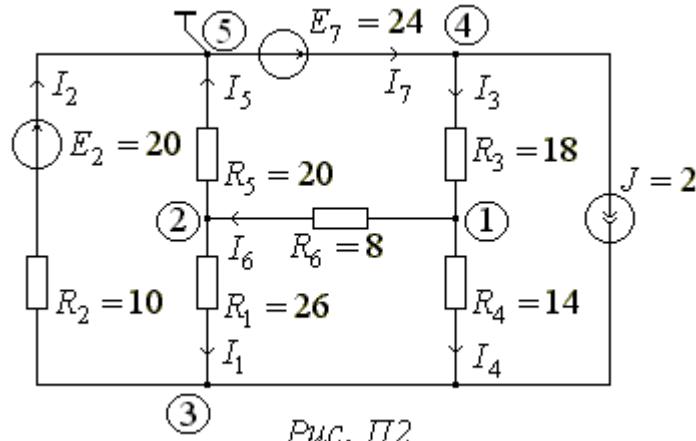 5 E7 = 24 4
I2 I5 I7 I3
E2 = 20 R5 = 20 R3 = 18 J = 2
2 I6 R6 = 8 1
R2 = 10 R1 = 26 R4 = 14
I1 I4
3
Рис. П2